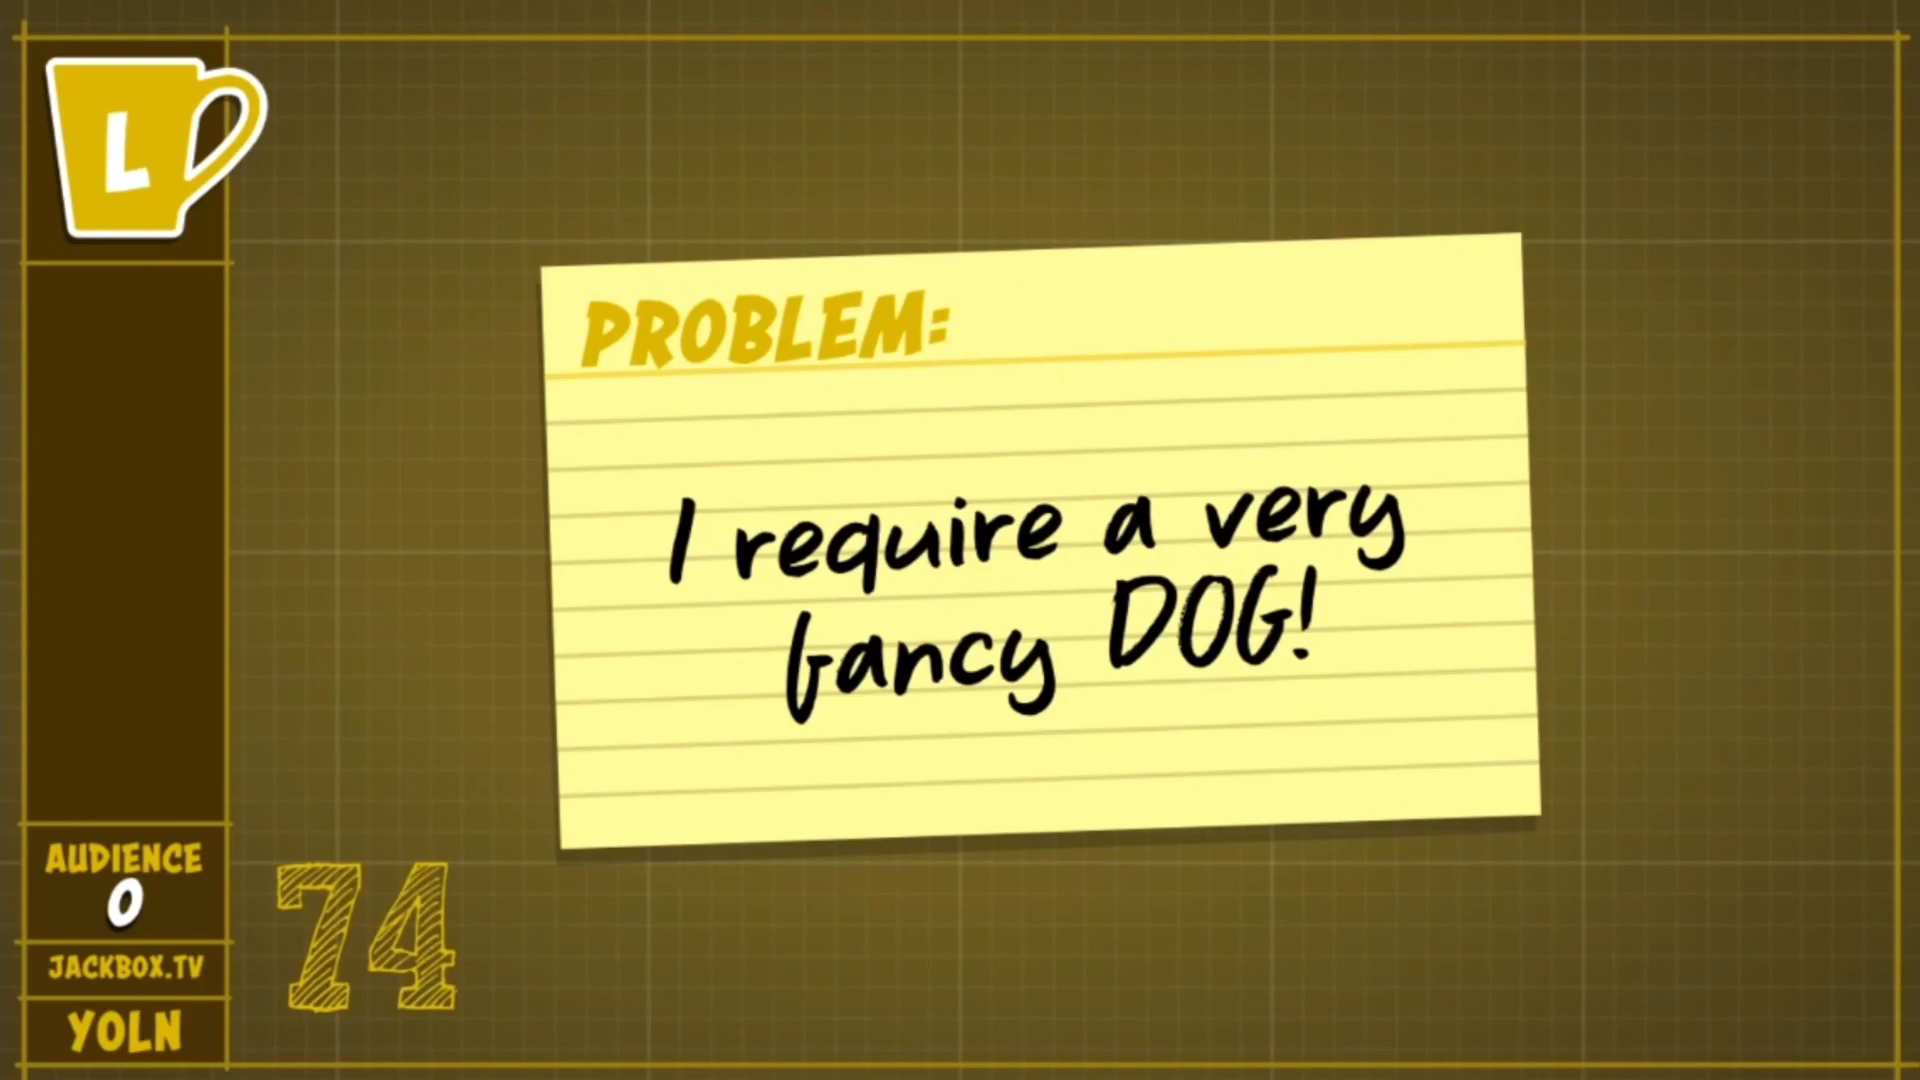 L
PROBLEM:
I require a very
fancy DOG!
AUDIENCE
0
JACKBOX.TV
YOLN
74